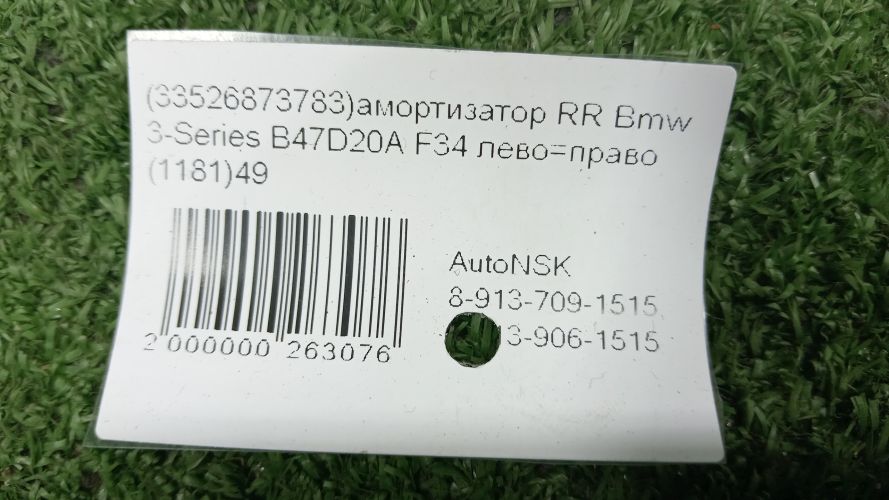 (33526873783)амортизатор RR Bmw
3-Series B47D20A F34 лево=право
(1181)49
AutoNSK
8-913-709-1515
3-906-1515
2 000000 263076